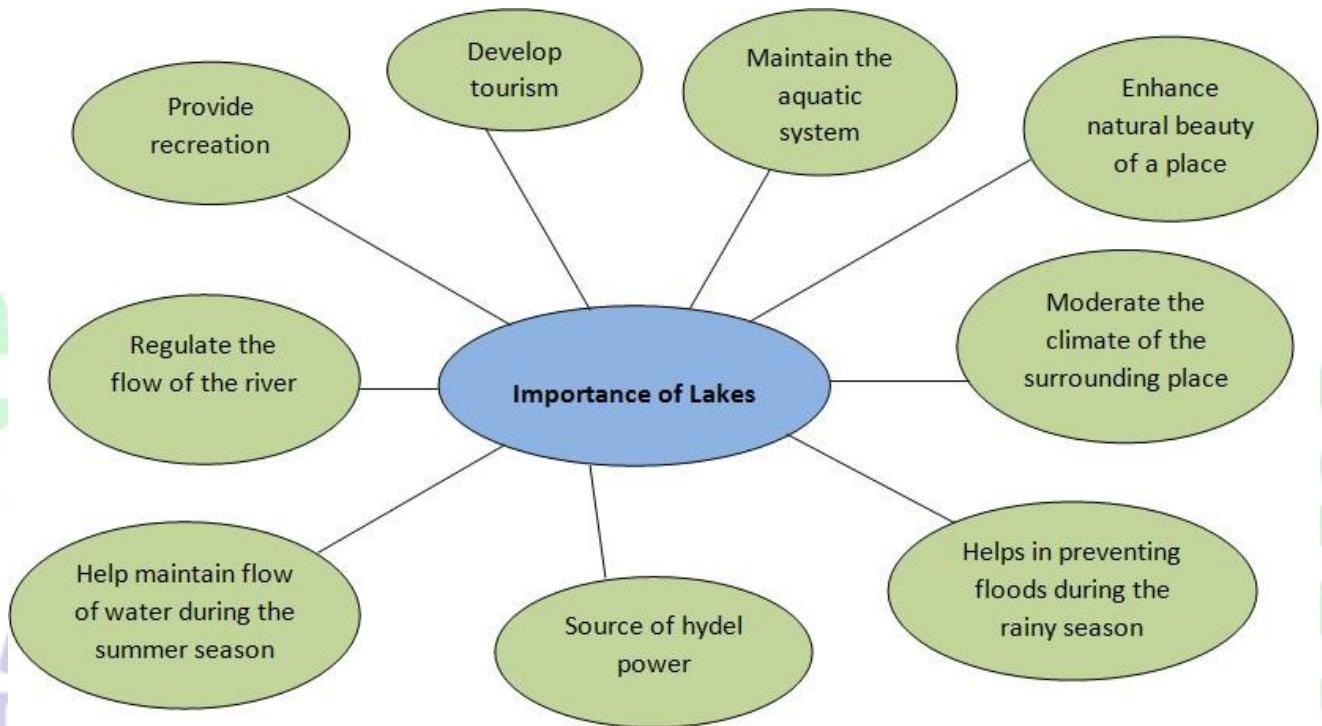 Provide
recreation
Develop
tourism
Maintain the
aquatic
system
Enhance
natural beauty
of a place
Regulate the
flow of the river
Importance of Lakes
Moderate the
climate of the
surrounding place
Help maintain flow
of water during the
summer season
Source of hydel
power
Helps in preventing
floods during the
rainy season